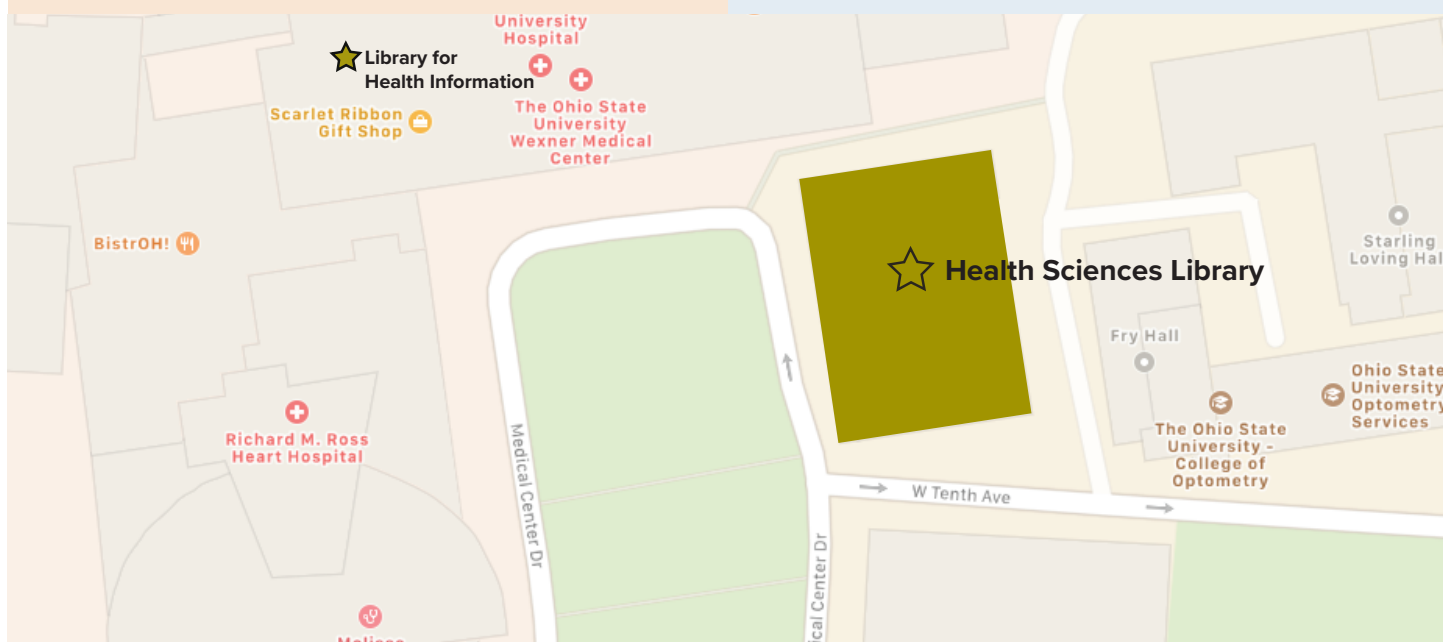 University
Hospital
Library for
Health Information
Scarlet Ribbon
Gift Shop
The Ohio State
University
Wexner Medical
Center
BistrOH!
Health Sciences Library
Starling
Loving Hal
Fry Hall
Ohio State
University
Optometry
Services
The Ohio State
University -
College of
Optometry
Richard M. Ross
Heart Hospital
Medical Center Dr
W Tenth Ave
ical Center Dr